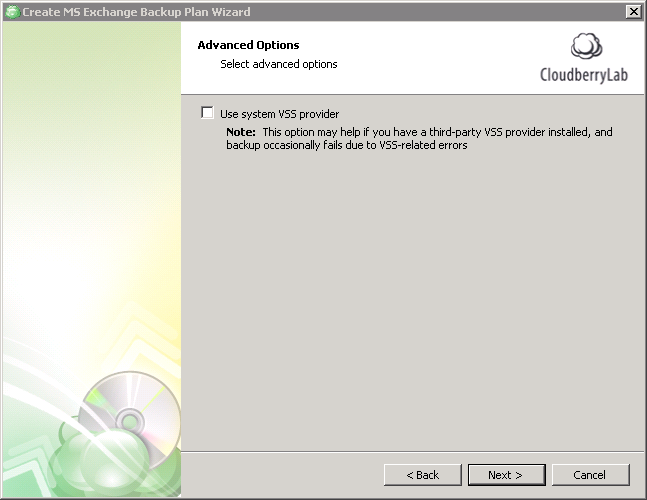 Create MS Exchange Backup Plan Wizard
Advanced Options
Select advanced options
CloudberryLab
Use system VSS provider
Note: This option may help if you have a third-party VSS provider installed, and
backup occasionally fails due to VSS-related errors
< Back
Next >
Cancel